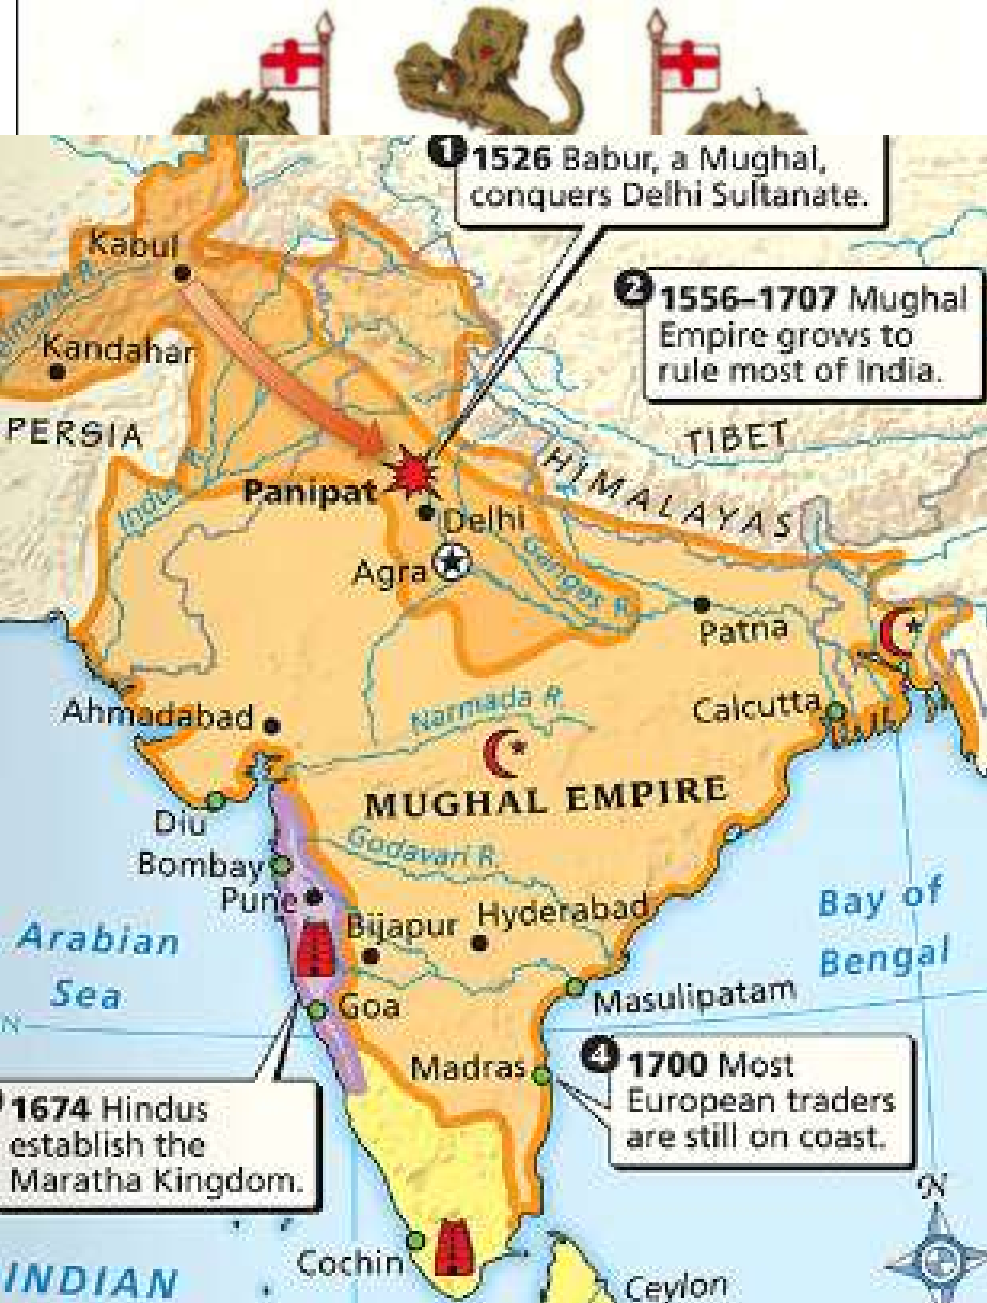 1 1526 Babur, a Mughal,
conquers Delhi Sultanate.
Kabul
2 1556–1707 Mughal
Empire grows to
rule most of India.
R.
Kandahar
PERSIA
TIBET
HIMALAYAS
Indus
Panipat
Delhi
Agra
Ganges R.
Patna
Ahmadabad
Narmada R.
Calcutta
MUGHAL EMPIRE
Diu
Godavari R.
Bombay
Pune
Bijapur
Hyderabad
Bay of
Bengal
Arabian
Sea
Goa
Masulipatam
N
Madras
4 1700 Most
European traders
are still on coast.
1674 Hindus
establish the
Maratha Kingdom.
N
Cochin
INDIAN
Ceylon